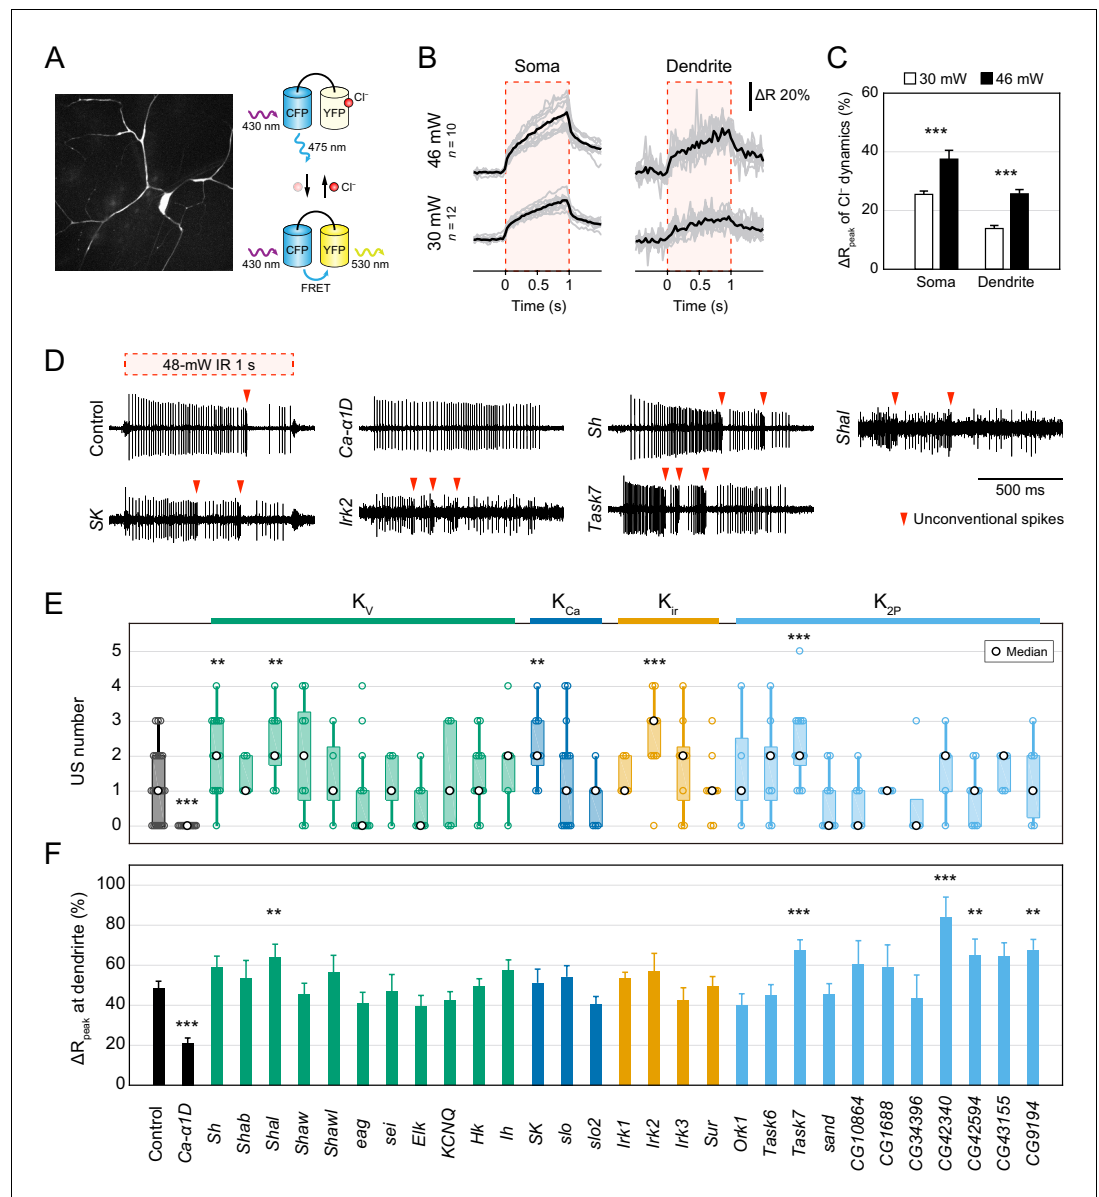 A
CFP
YFP
Cl⁻
430 nm
475 nm
Cl⁻
CFP
YFP
430 nm
530 nm
FRET
B
Soma
Dendrite
ΔR 20%
46 mW
n = 10
30 mW
n = 12
0 0.5 1
0 0.5 1
Time (s)
Time (s)
C
30 mW
46 mW
ΔRpeak of Cl⁻ dynamics (%)
60
40
20
0
***
***
Soma
Dendrite
D
48-mW IR 1 s
Control
Ca-α1D
Sh
Shal
SK
Irk2
Task7
500 ms
Unconventional spikes
E
KV
KCa
Kir
K2P
Median
US number
5
4
3
2
1
0
***
**
**
**
***
***
F
ΔRpeak at dendrirte (%)
100
80
60
40
20
0
***
**
***
***
**
**
Control
Ca-α1D
Sh
Shab
Shal
Shaw
Shawl
eag
sei
Elk
KCNQ
Hk
Ih
SK
slo
slo2
Irk1
Irk2
Irk3
Sur
Ork1
Task6
Task7
sand
CG10864
CG1688
CG34396
CG42340
CG42594
CG43155
CG9194